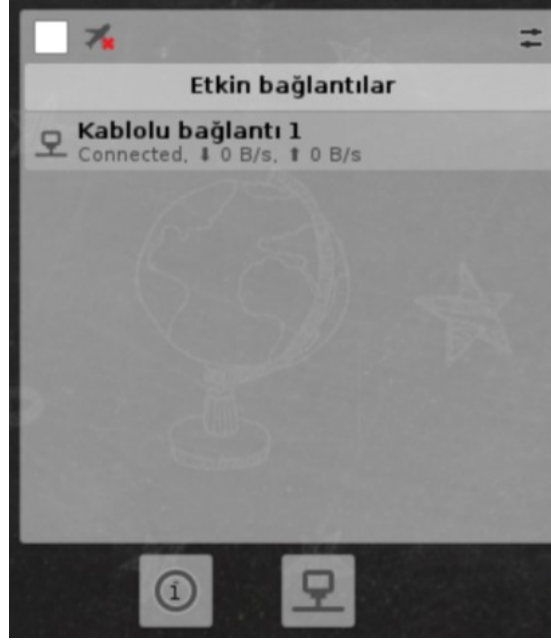 Etkin bağlantılar
Kablolu bağlantı 1
Connected, ⬇ 0 B/s, ⬆ 0 B/s